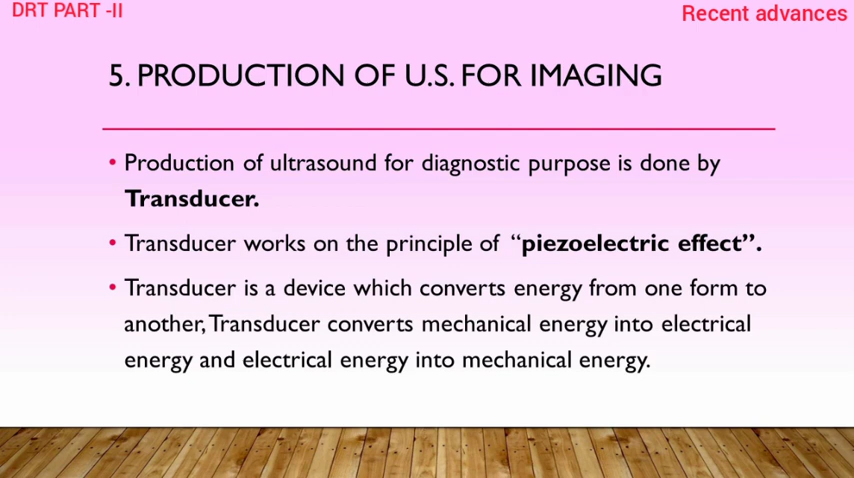 DRT PART -II
Recent advances
5. PRODUCTION OF U.S. FOR IMAGING
• Production of ultrasound for diagnostic purpose is done by
Transducer.
• Transducer works on the principle of “piezoelectric effect”.
• Transducer is a device which converts energy from one form to
another, Transducer converts mechanical energy into electrical
energy and electrical energy into mechanical energy.